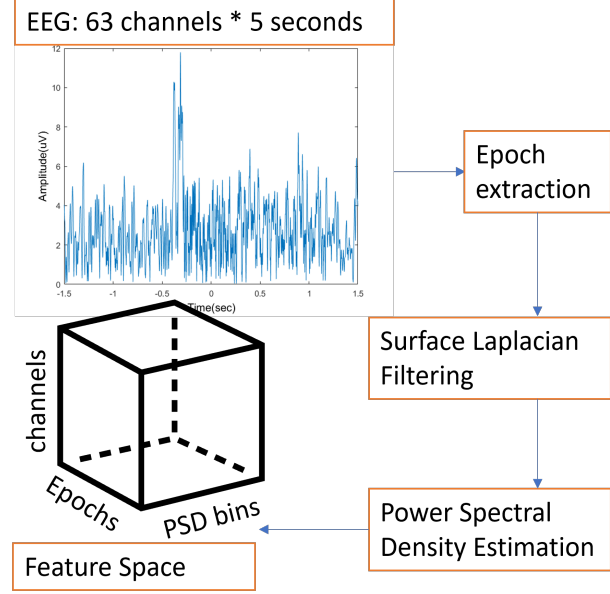 EEG: 63 channels * 5 seconds
12
10
8
6
4
2
0
Amplitude(uV)
-1.5
-1
-0.5
0
0.5
1
1.5
Time(sec)
Epoch
extraction
Surface Laplacian
Filtering
Power Spectral
Density Estimation
channels
Epochs
PSD bins
Feature Space